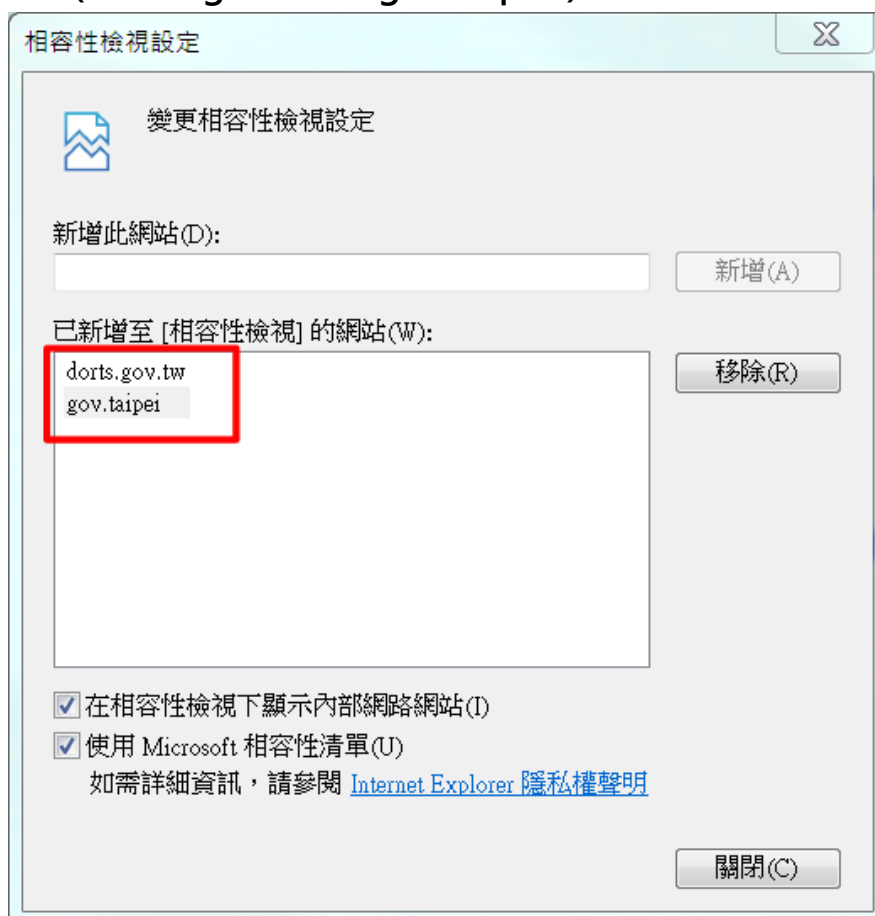 相容性檢視設定
變更相容性檢視設定
新增此網站(D):
新增(A)
已新增至 [相容性檢視] 的網站(W):
dorts.gov.tw
gov.taipei
移除(R)
在相容性檢視下顯示內部網路網站(I)
使用 Microsoft 相容性清單(U)
如需詳細資訊，請參閱 Internet Explorer 隱私權聲明
關閉(C)